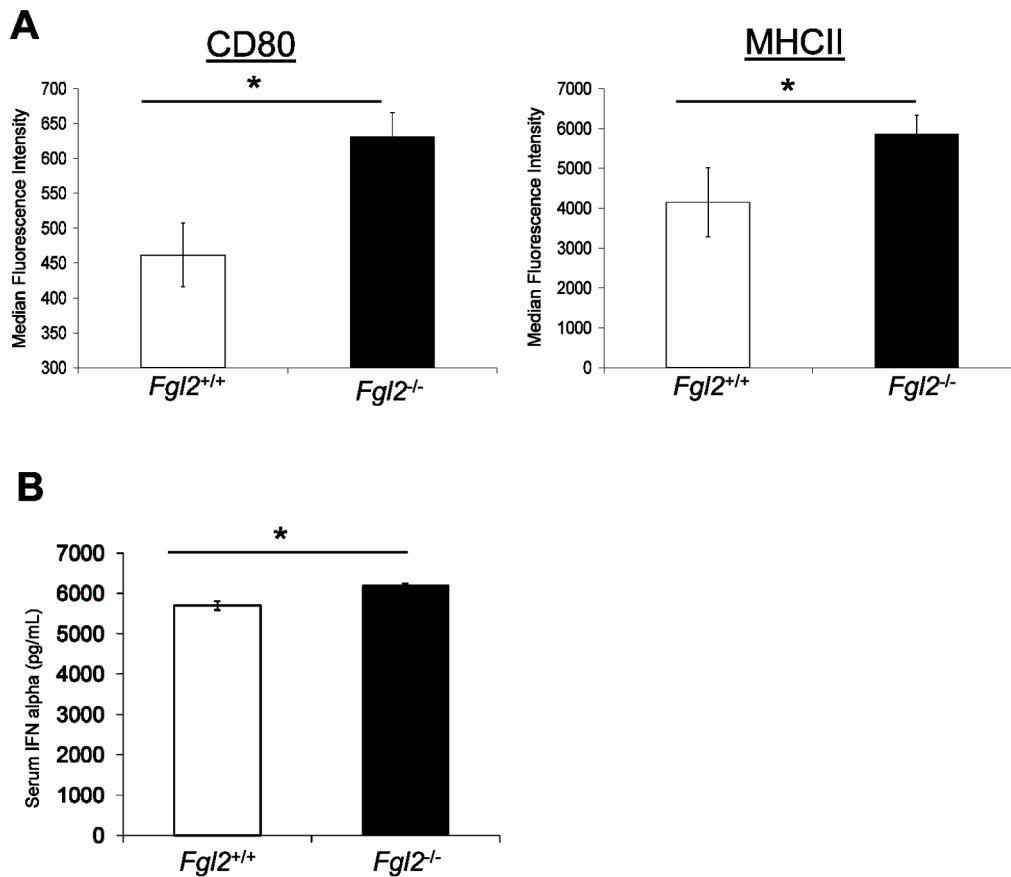 A
CD80
*
700
650
600
550
500
450
400
350
300
Median Fluorescence Intensity
Fgl2+/+
Fgl2-/-
MHCII
*
7000
6000
5000
4000
3000
2000
1000
0
Median Fluorescence Intensity
Fgl2+/+
Fgl2-/-
B
*
7000
6000
5000
4000
3000
2000
1000
0
Serum IFN alpha (pg/mL)
Fgl2+/+
Fgl2-/-